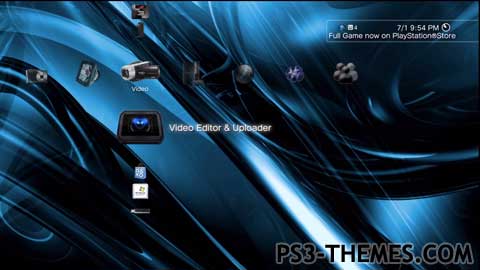 7/1 9:54 PM
Full Game now on PlayStation®Store
Video
Video Editor & Uploader
PS3-THEMES.COM